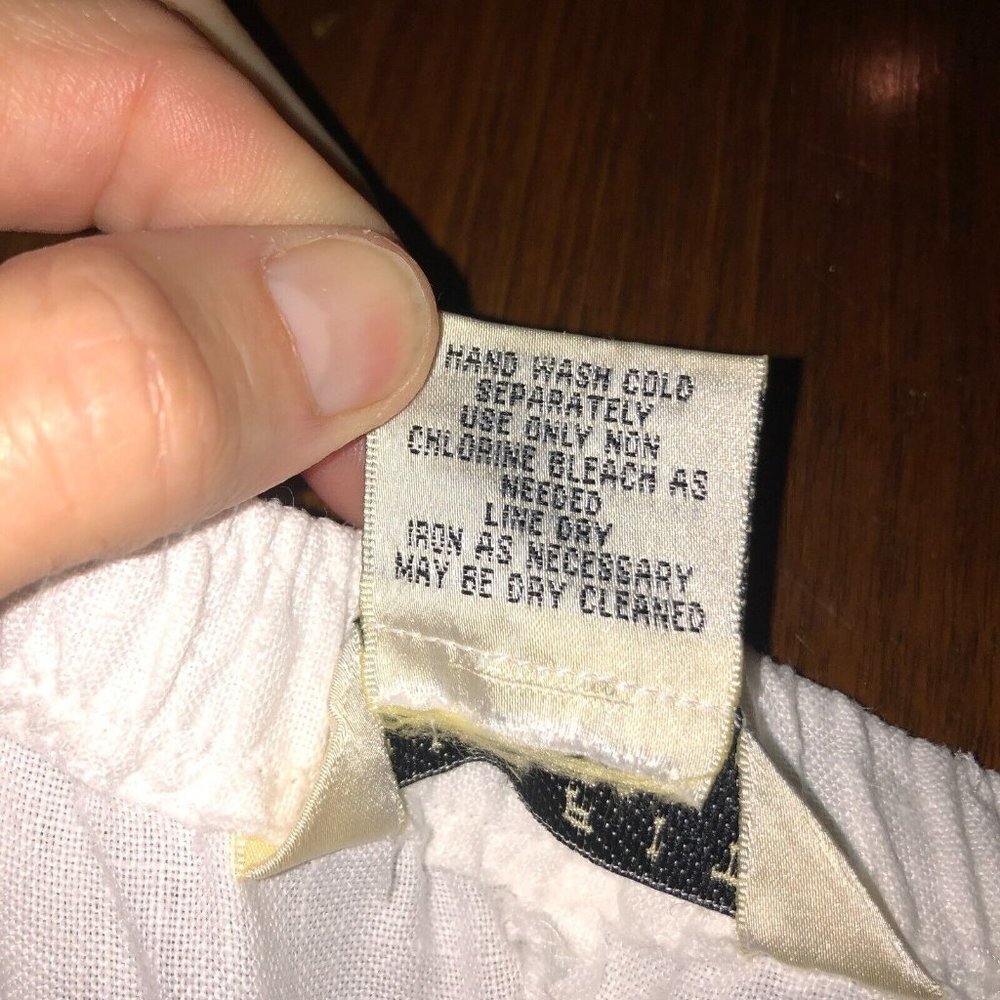 HAND WASH COLD
SEPARATELY
USE ONLY NON
CHLORINE BLEACH AS
NEEDED
LINE DRY
IRON AS NECESSARY
MAY BE DRY CLEANED